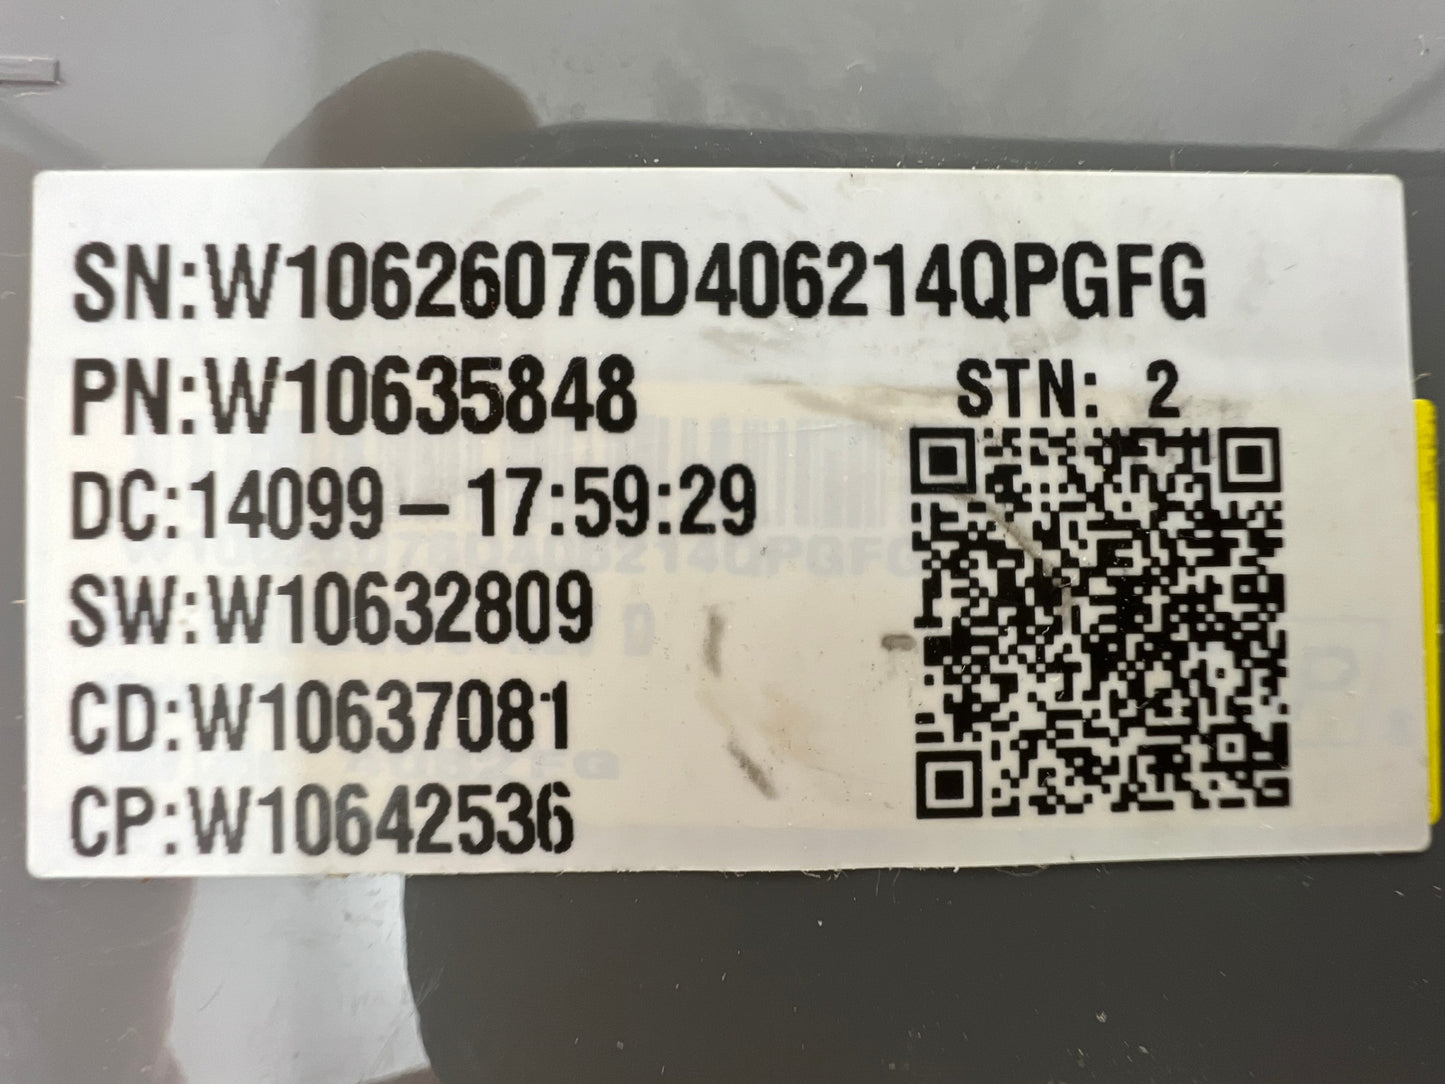 SN:W10626076D406214QPGFG
PN:W10635848
STN: 2
DC:14099-17:59:29
SW:W10632809
CD:W10637081
CP:W10642536